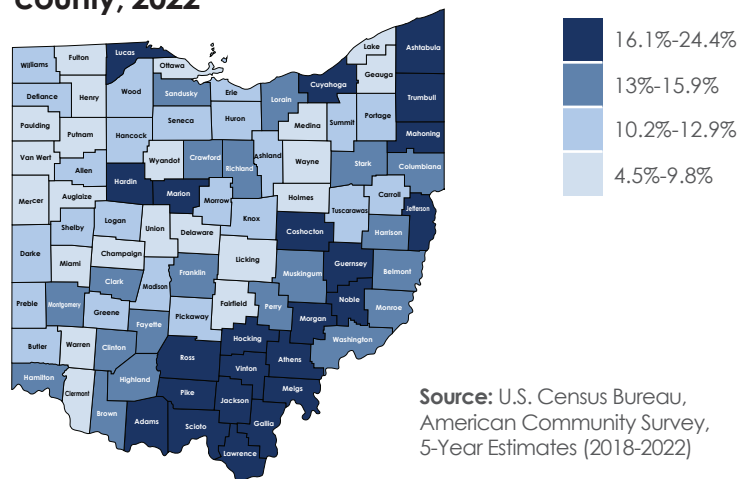 county, 2022
16.1%-24.4%
13%-15.9%
10.2%-12.9%
4.5%-9.8%
Williams
Fulton
Lucas
Ottawa
Lake
Ashtabula
Geauga
Cuyahoga
Defiance
Henry
Wood
Sandusky
Erie
Lorain
Trumbull
Paulding
Putnam
Hancock
Seneca
Huron
Medina
Summit
Portage
Mahoning
Van Wert
Allen
Wyandot
Crawford
Richland
Ashland
Wayne
Stark
Columbiana
Mercer
Auglaize
Hardin
Marion
Morrow
Holmes
Tuscarawas
Carroll
Jefferson
Shelby
Logan
Union
Delaware
Knox
Coshocton
Harrison
Darke
Miami
Champaign
Licking
Guernsey
Belmont
Clark
Madison
Franklin
Muskingum
Noble
Monroe
Preble
Montgomery
Greene
Fayette
Pickaway
Fairfield
Perry
Morgan
Washington
Butler
Warren
Clinton
Ross
Hocking
Athens
Hamilton
Clermont
Highland
Vinton
Meigs
Brown
Adams
Pike
Jackson
Scioto
Gallia
Lawrence
Source: U.S. Census Bureau,
American Community Survey,
5-Year Estimates (2018-2022)